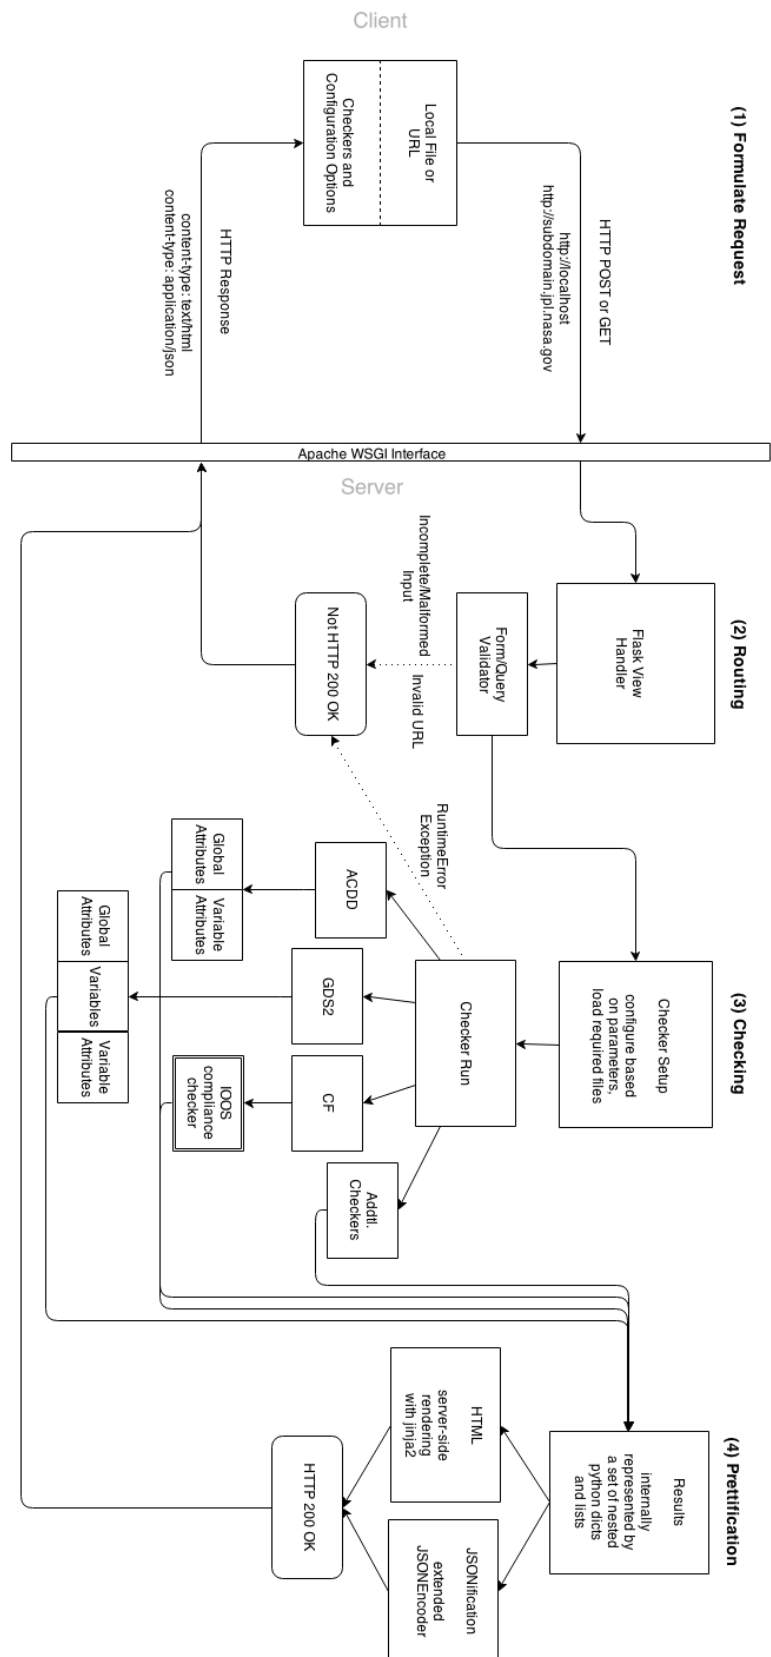 Client
(1) Formulate Request
Local File or
URL
Checkers and
Configuration Options
HTTP POST or GET
http://localhost
http://subdomain.jpl.nasa.gov
HTTP Response
content-type: text/html
content-type: application/json
Apache WSGI Interface
Server
(2) Routing
Flask View
Handler
Form/Query
Validator
Incomplete/Malformed
Input
Invalid URL
Not HTTP 200 OK
(3) Checking
Checker Setup
configure based
on parameters,
load required files
Checker Run
RuntimeError
Exception
ACDD
Global
Attributes
Variable
Attributes
GDS2
Global
Attributes
Variables
Variable
Attributes
CF
IOOS
compliance
checker
Addtl.
Checkers
(4) Prettification
Results
internally
represented by
a set of nested
python dicts
and lists
HTML
server-side
rendering
with jinja2
JSONification
extended
JSONEncoder
HTTP 200 OK